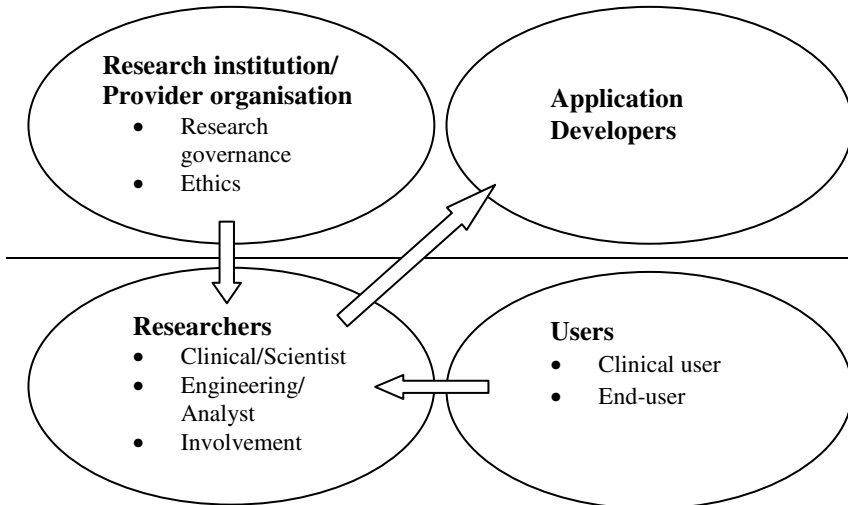 Research institution/
Provider organisation
• Research
governance
• Ethics
Application
Developers
Researchers
• Clinical/Scientist
• Engineering/
Analyst
• Involvement
Users
• Clinical user
• End-user